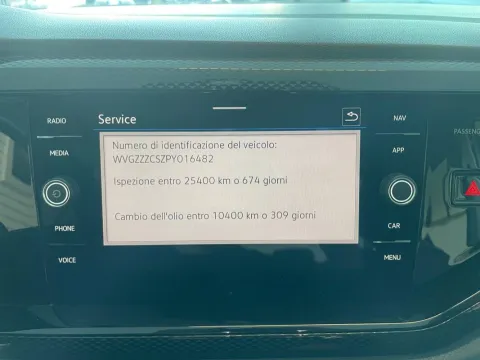 RADIO
Service
NAV
PASSENG
MEDIA
Numero di identificazione del veicolo:
WVGZZZCSZPY016482
APP
Ispezione entro 25400 km o 674 giorni
PHONE
Cambio dell'olio entro 10400 km o 309 giorni
CAR
VOICE
MENU